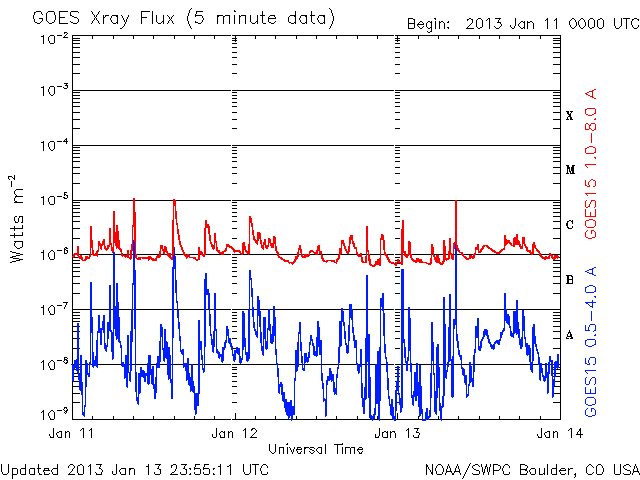 GOES Xray Flux (5 minute data)
Begin: 2013 Jan 11 0000 UTC
10⁻²
10⁻³
10⁻⁴
10⁻⁵
10⁻⁶
10⁻⁷
10⁻⁸
10⁻⁹
Watts m⁻²
X
M
C
B
A
GOES15 1.0-8.0 A
GOES15 0.5-4.0 A
Jan 11
Jan 12
Jan 13
Jan 14
Universal Time
Updated 2013 Jan 13 23:55:11 UTC
NOAA/SWPC Boulder, CO USA